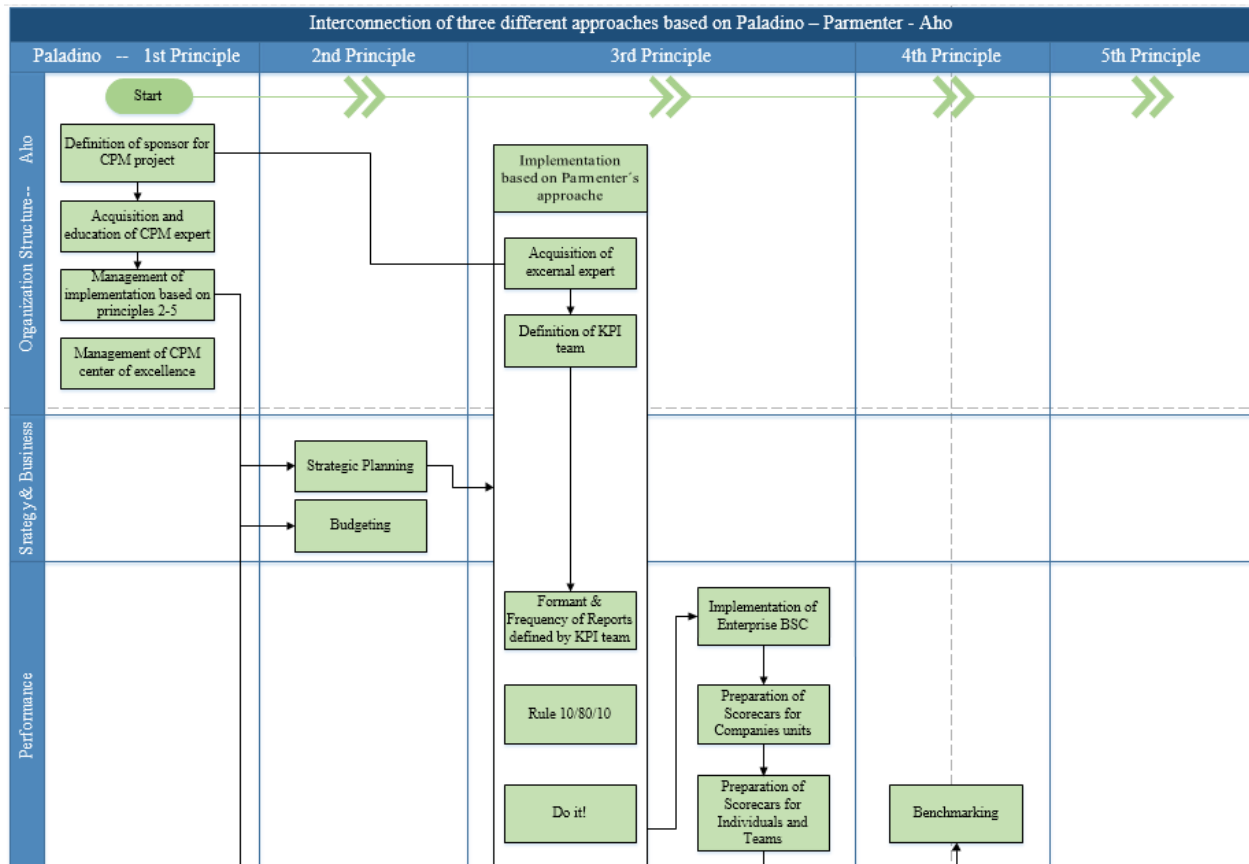 Interconnection of three different approaches based on Paladino – Parmenter - Aho
Paladino -- 1st Principle
2nd Principle
3rd Principle
4th Principle
5th Principle
Organization Structure-- Aho
Start
Definition of sponsor for
CPM project
Acquisition and
education of CPM expert
Management of
implementation based on
principles 2-5
Management of CPM
center of excellence
Implementation
based on Parmenter´s
approache
Acquisition of
excernal expert
Definition of KPI
team
Srategy & Business
Strategic Planning
Budgeting
Performance
Formant &
Frequency of Reports
defined by KPI team
Rule 10/80/10
Do it!
Implementation of
Enterprise BSC
Preparation of
Scorecars for
Companies units
Preparation of
Scorecars for
Individuals and
Teams
Benchmarking